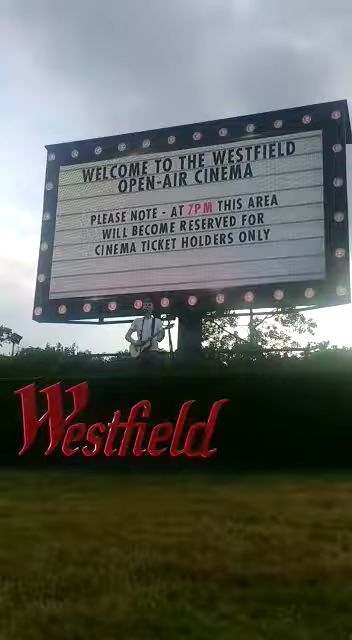 WELCOME TO THE WESTFIELD
OPEN-AIR CINEMA
PLEASE NOTE - AT 7PM THIS AREA
WILL BECOME RESERVED FOR
CINEMA TICKET HOLDERS ONLY
Westfield